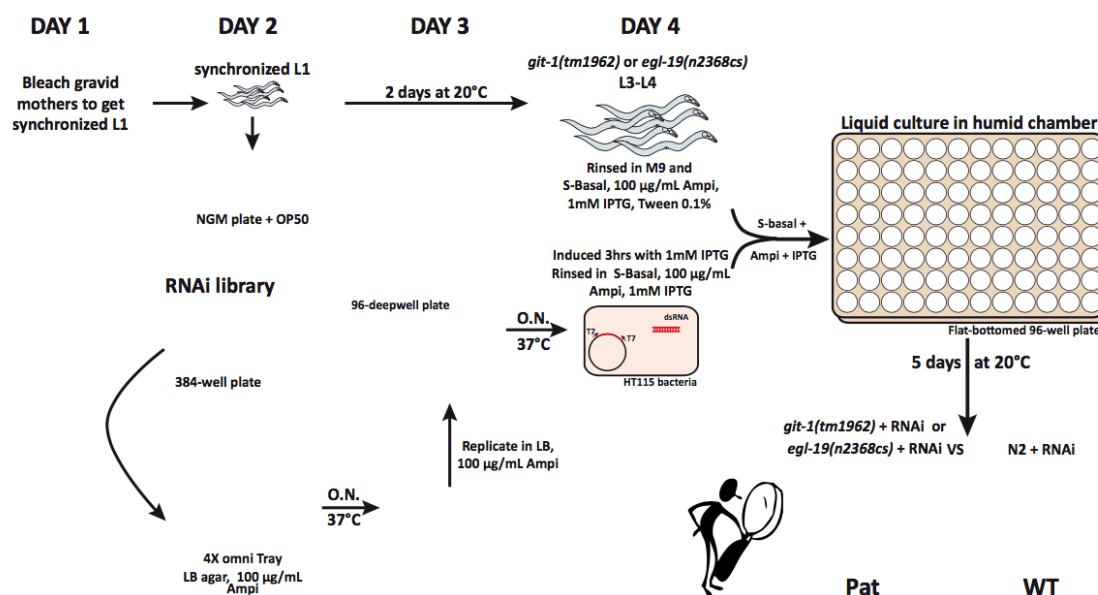 DAY 1
DAY 2
DAY 3
DAY 4
Bleach gravid
mothers to get
synchronized L1
synchronized L1
2 days at 20°C
git-1(tm1962) or egl-19(n2368cs)
L3-L4
Rinsed in M9 and
S-Basal, 100 µg/mL Ampi,
1mM IPTG, Tween 0.1%
NGM plate + OP50
Liquid culture in humid chamber
S-basal +
Ampi + IPTG
Induced 3hrs with 1mM IPTG
Rinsed in S-Basal, 100 µg/mL
Ampi, 1mM IPTG
RNAi library
96-deepwell plate
O.N.
37°C
dsRNA
T7
T7
HT115 bacteria
Flat-bottomed 96-well plate
5 days at 20°C
384-well plate
Replicate in LB,
100 µg/mL Ampi
git-1(tm1962) + RNAi or
egl-19(n2368cs) + RNAi VS
N2 + RNAi
O.N.
37°C
4X omni Tray
LB agar, 100 µg/mL
Ampi
Pat
WT